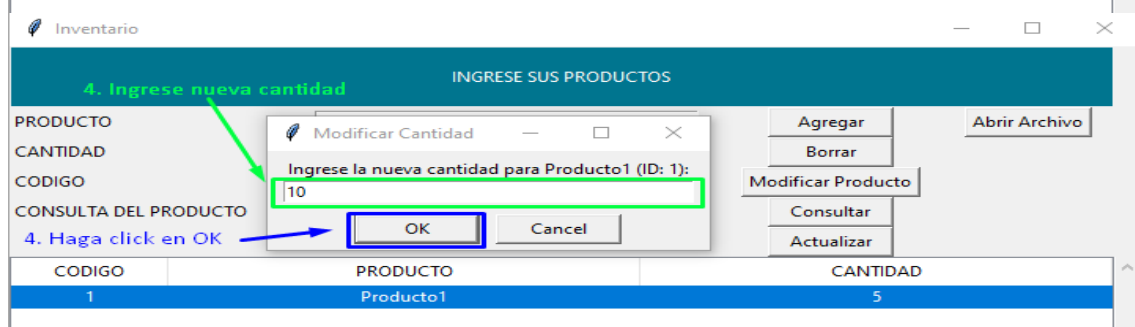 Inventario
INGRESE SUS PRODUCTOS
4. Ingrese nueva cantidad
PRODUCTO
CANTIDAD
CODIGO
CONSULTA DEL PRODUCTO
Modificar Cantidad
Ingrese la nueva cantidad para Producto1 (ID: 1):
10
OK
Cancel
4. Haga click en OK
Agregar
Abrir Archivo
Borrar
Modificar Producto
Consultar
Actualizar
CODIGO PRODUCTO CANTIDAD
1 Producto1 5